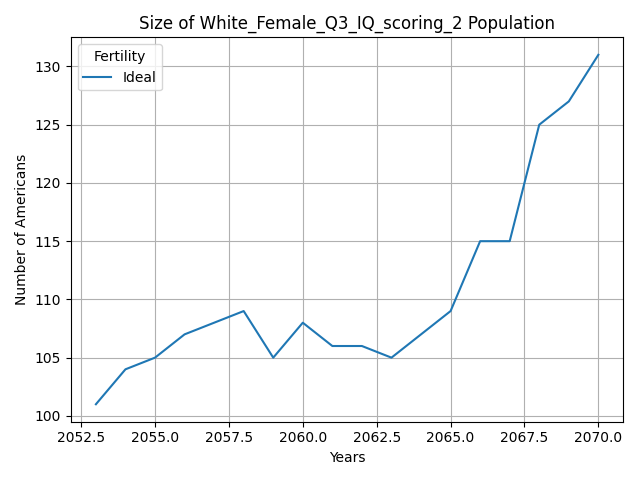 Size of White_Female_Q3_IQ_scoring_2 Population
Fertility
Ideal
Number of Americans
130
125
120
115
110
105
100
2052.5 2055.0 2057.5 2060.0 2062.5 2065.0 2067.5 2070.0
Years